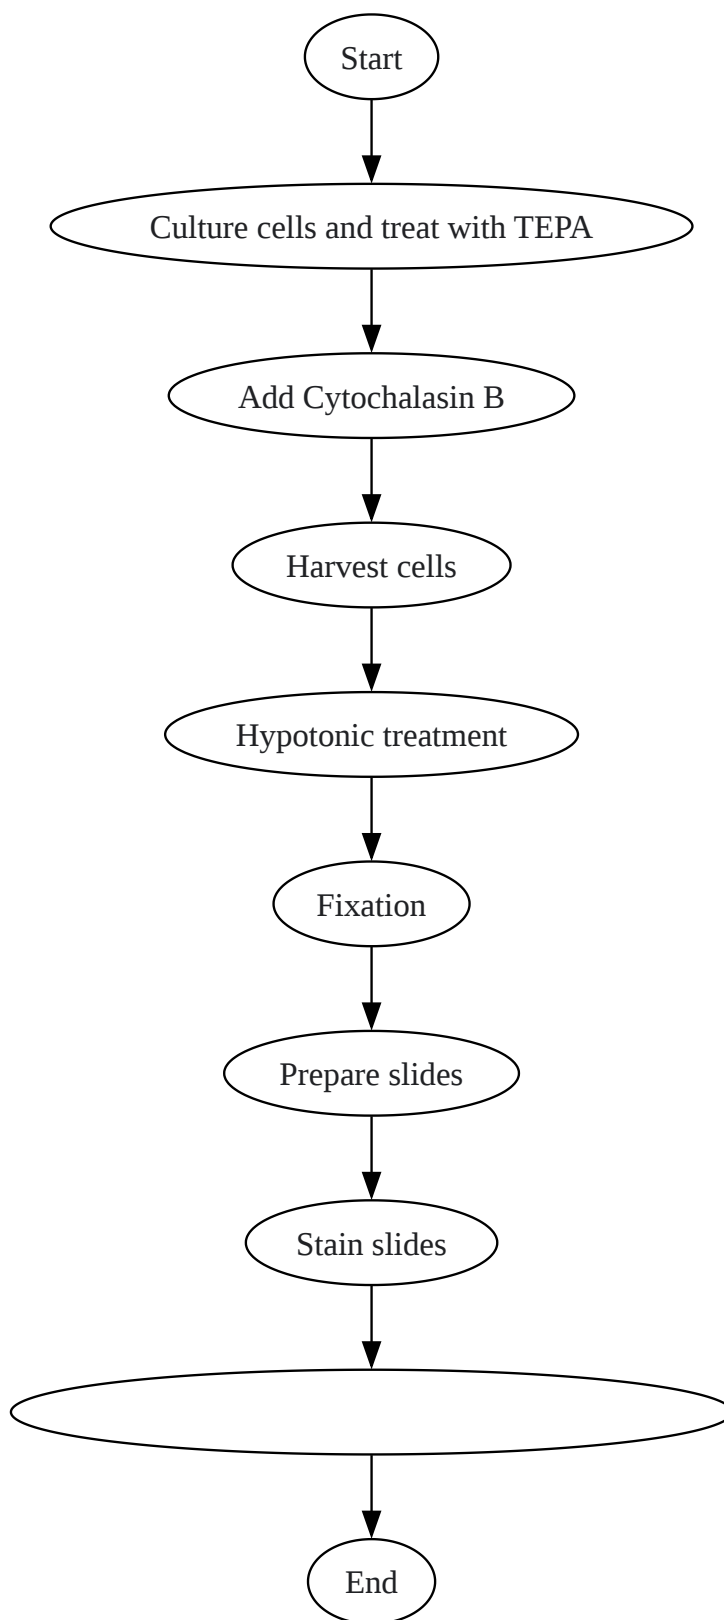 Start
Culture cells and treat with TEPA
Add Cytochalasin B
Harvest cells
Hypotonic treatment
Fixation
Prepare slides
Stain slides
End